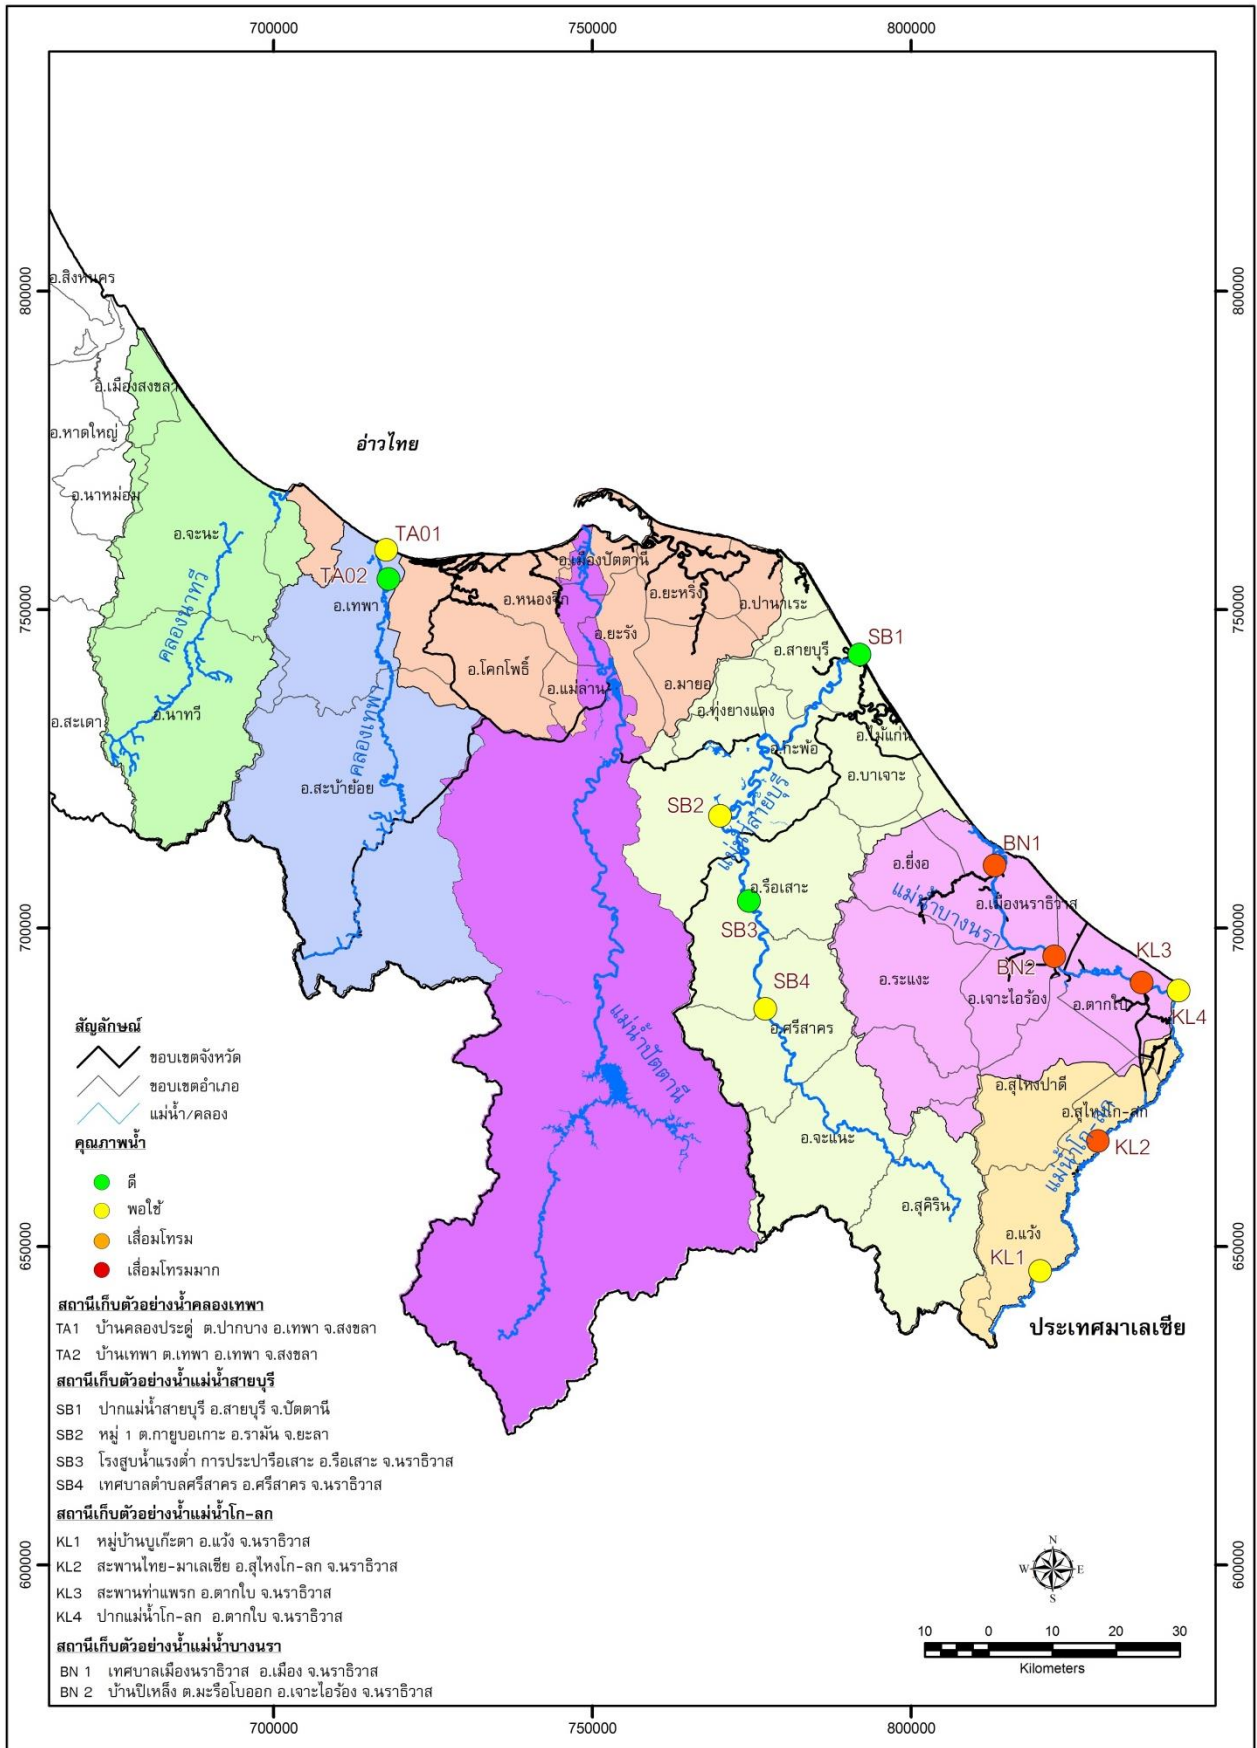 700000 750000 800000
800000 800000
750000 750000
700000 700000
650000 650000
600000 600000
อ.สิงหนคร
อ.เมืองสงขลา
อ.หาดใหญ่
อ.นาหม่อม
อ่าวไทย
อ.จะนะ
คลองนาทวี
อ.นาทวี
อ.สะเดา
TA01
TA02
อ.เทพา
คลองเทพา
อ.สะบ้าย้อย
อ.เมืองปัตตานี
อ.หนองจิก
อ.ยะหริ่ง
อ.ปานาเระ
อ.ยะรัง
อ.โคกโพธิ์
อ.แม่ลาน
อ.มายอ
อ.ทุ่งยางแดง
อ.สายบุรี
SB1
อ.กะพ้อ
อ.ไม้แก่น
อ.บาเจาะ
SB2
แม่น้ำสายบุรี
อ.รือเสาะ
SB3
SB4
อ.ศรีสาคร
อ.จะแนะ
อ.สุคิริน
แม่น้ำปัตตานี
BN1
อ.ยี่งอ
แม่น้ำบางนรา
อ.เมืองนราธิวาส
BN2
KL3
อ.ระแงะ
อ.เจาะไอร้อง
อ.ตากใบ
KL4
อ.สุไหงปาดี
อ.สุไหงโก-ลก
แม่น้ำโก-ลก
KL2
อ.แว้ง
KL1
ประเทศมาเลเซีย
สัญลักษณ์
ขอบเขตจังหวัด
ขอบเขตอำเภอ
แม่น้ำ/คลอง
คุณภาพน้ำ
ดี
พอใช้
เสื่อมโทรม
เสื่อมโทรมมาก
สถานีเก็บตัวอย่างน้ำคลองเทพา
TA1 บ้านคลองประดู่ ต.ปากบาง อ.เทพา จ.สงขลา
TA2 บ้านเทพา ต.เทพา อ.เทพา จ.สงขลา
สถานีเก็บตัวอย่างน้ำแม่น้ำสายบุรี
SB1 ปากแม่น้ำสายบุรี อ.สายบุรี จ.ปัตตานี
SB2 หมู่ 1 ต.กายูบอเกาะ อ.รามัน จ.ยะลา
SB3 โรงสูบน้ำแรงต่ำ การประปารือเสาะ อ.รือเสาะ จ.นราธิวาส
SB4 เทศบาลตำบลศรีสาคร อ.ศรีสาคร จ.นราธิวาส
สถานีเก็บตัวอย่างน้ำแม่น้ำโก-ลก
KL1 หมู่บ้านบูเก๊ะตา อ.แว้ง จ.นราธิวาส
KL2 สะพานไทย-มาเลเซีย อ.สุไหงโก-ลก จ.นราธิวาส
KL3 สะพานท่าแพรก อ.ตากใบ จ.นราธิวาส
KL4 ปากแม่น้ำโก-ลก อ.ตากใบ จ.นราธิวาส
สถานีเก็บตัวอย่างน้ำแม่น้ำบางนรา
BN 1 เทศบาลเมืองนราธิวาส อ.เมือง จ.นราธิวาส
BN 2 บ้านปิเหล็ง ต.มะรือโบออก อ.เจาะไอร้อง จ.นราธิวาส
N
W E
S
10 0 10 20 30
Kilometers
700000 750000 800000